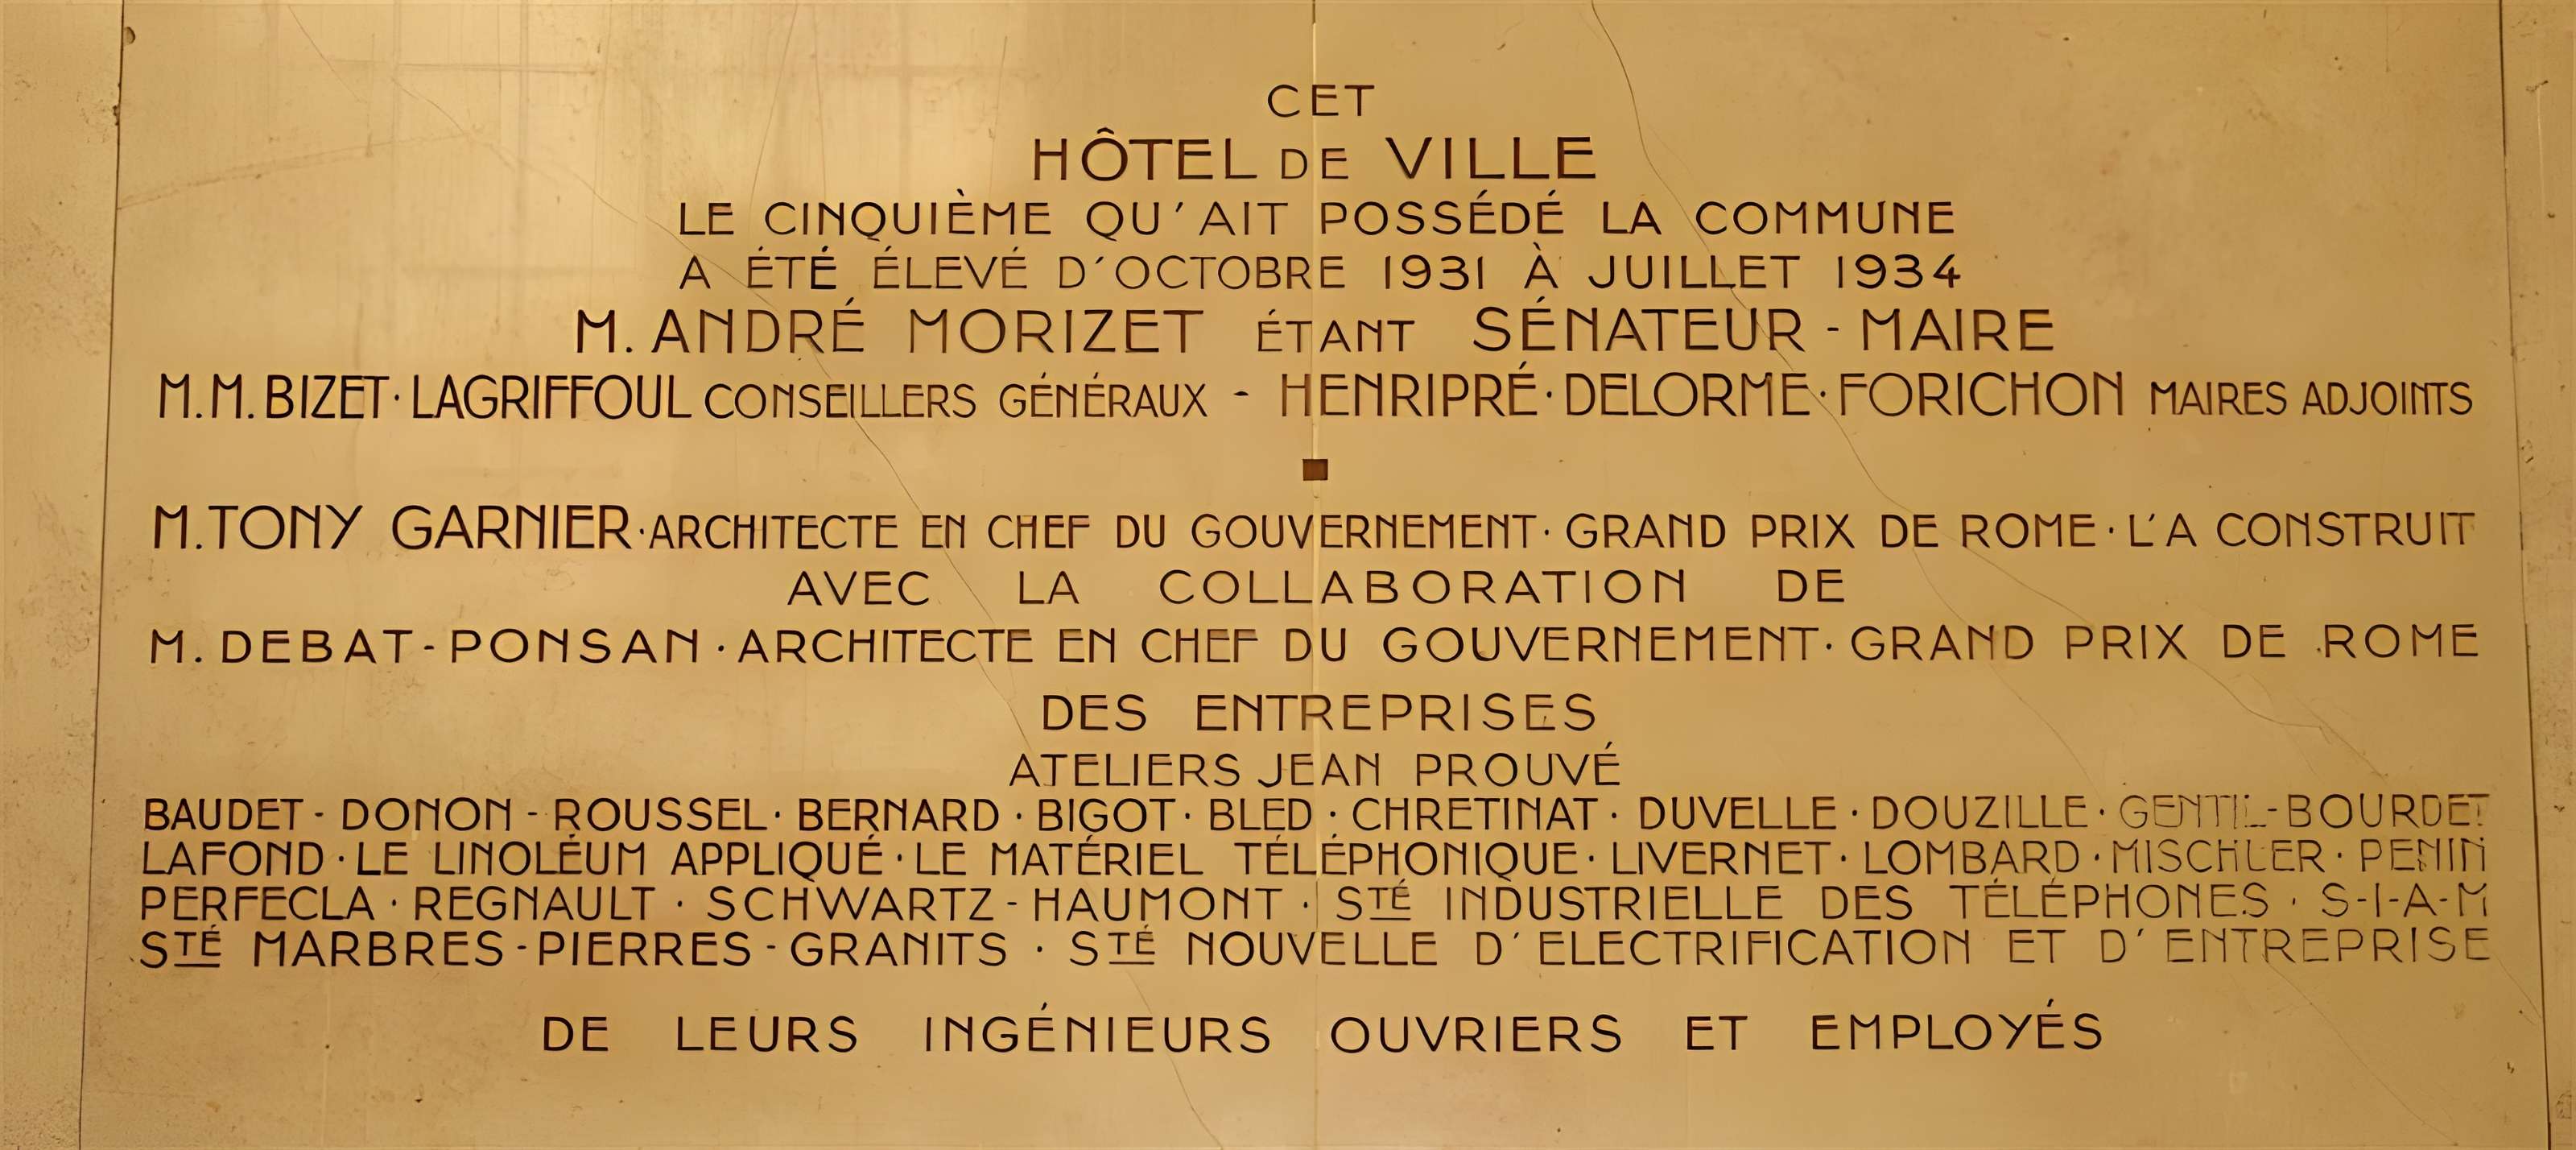 CET
HÔTEL DE VILLE
LE CINQUIÈME QU'AIT POSSÉDÉ LA COMMUNE
A ÉTÉ ÉLEVÉ D'OCTOBRE 1931 À JUILLET 1934
M. ANDRÉ MORIZET ÉTANT SÉNATEUR - MAIRE
M.M. BIZET · LAGRIFFOUL CONSEILLERS GÉNÉRAUX - HENRIPRÉ · DELORME · FORICHON MAIRES ADJOINTS
M. TONY GARNIER · ARCHITECTE EN CHEF DU GOUVERNEMENT · GRAND PRIX DE ROME · L'A CONSTRUIT
AVEC LA COLLABORATION DE
M. DEBAT - PONSAN · ARCHITECTE EN CHEF DU GOUVERNEMENT · GRAND PRIX DE ROME
DES ENTREPRISES
ATELIERS JEAN PROUVÉ
BAUDET - DONON - ROUSSEL · BERNARD · BIGOT · BLED · CHRETINAT · DUVELLE · DOUZILLE · GENTIL - BOURDET
LAFOND · LE LINOLÉUM APPLIQUÉ · LE MATÉRIEL TÉLÉPHONIQUE · LIVERNET · LOMBARD · MISCHLER · PENIN
PERFECLA · REGNAULT · SCHWARTZ - HAUMONT · STÉ INDUSTRIELLE DES TÉLÉPHONES · S-I-A-M
STÉ MARBRES - PIERRES - GRANITS · STÉ NOUVELLE D'ELECTRIFICATION ET D'ENTREPRISE
DE LEURS INGÉNIEURS OUVRIERS ET EMPLOYÉS